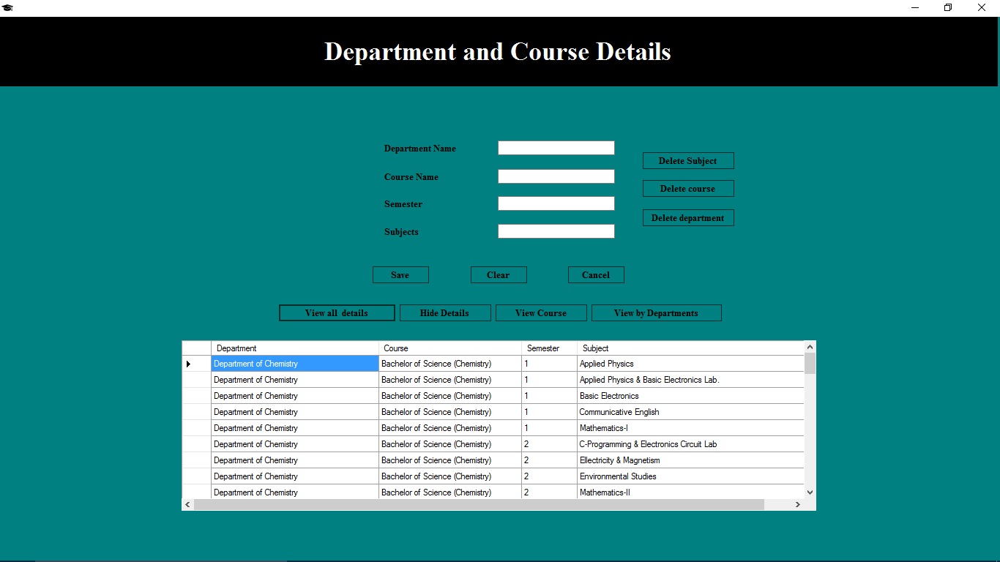 Department and Course Details
Department Name
Delete Subject
Course Name
Delete course
Semester
Delete department
Subjects
Save Clear Cancel
View all details Hide Details View Course View by Departments
Department Course Semester Subject
Department of Chemistry Bachelor of Science (Chemistry) 1 Applied Physics
Department of Chemistry Bachelor of Science (Chemistry) 1 Applied Physics & Basic Electronics Lab.
Department of Chemistry Bachelor of Science (Chemistry) 1 Basic Electronics
Department of Chemistry Bachelor of Science (Chemistry) 1 Communicative English
Department of Chemistry Bachelor of Science (Chemistry) 1 Mathematics-I
Department of Chemistry Bachelor of Science (Chemistry) 2 C-Programming & Electronics Circuit Lab
Department of Chemistry Bachelor of Science (Chemistry) 2 Ellectricity & Magnetism
Department of Chemistry Bachelor of Science (Chemistry) 2 Environmental Studies
Department of Chemistry Bachelor of Science (Chemistry) 2 Mathematics-II